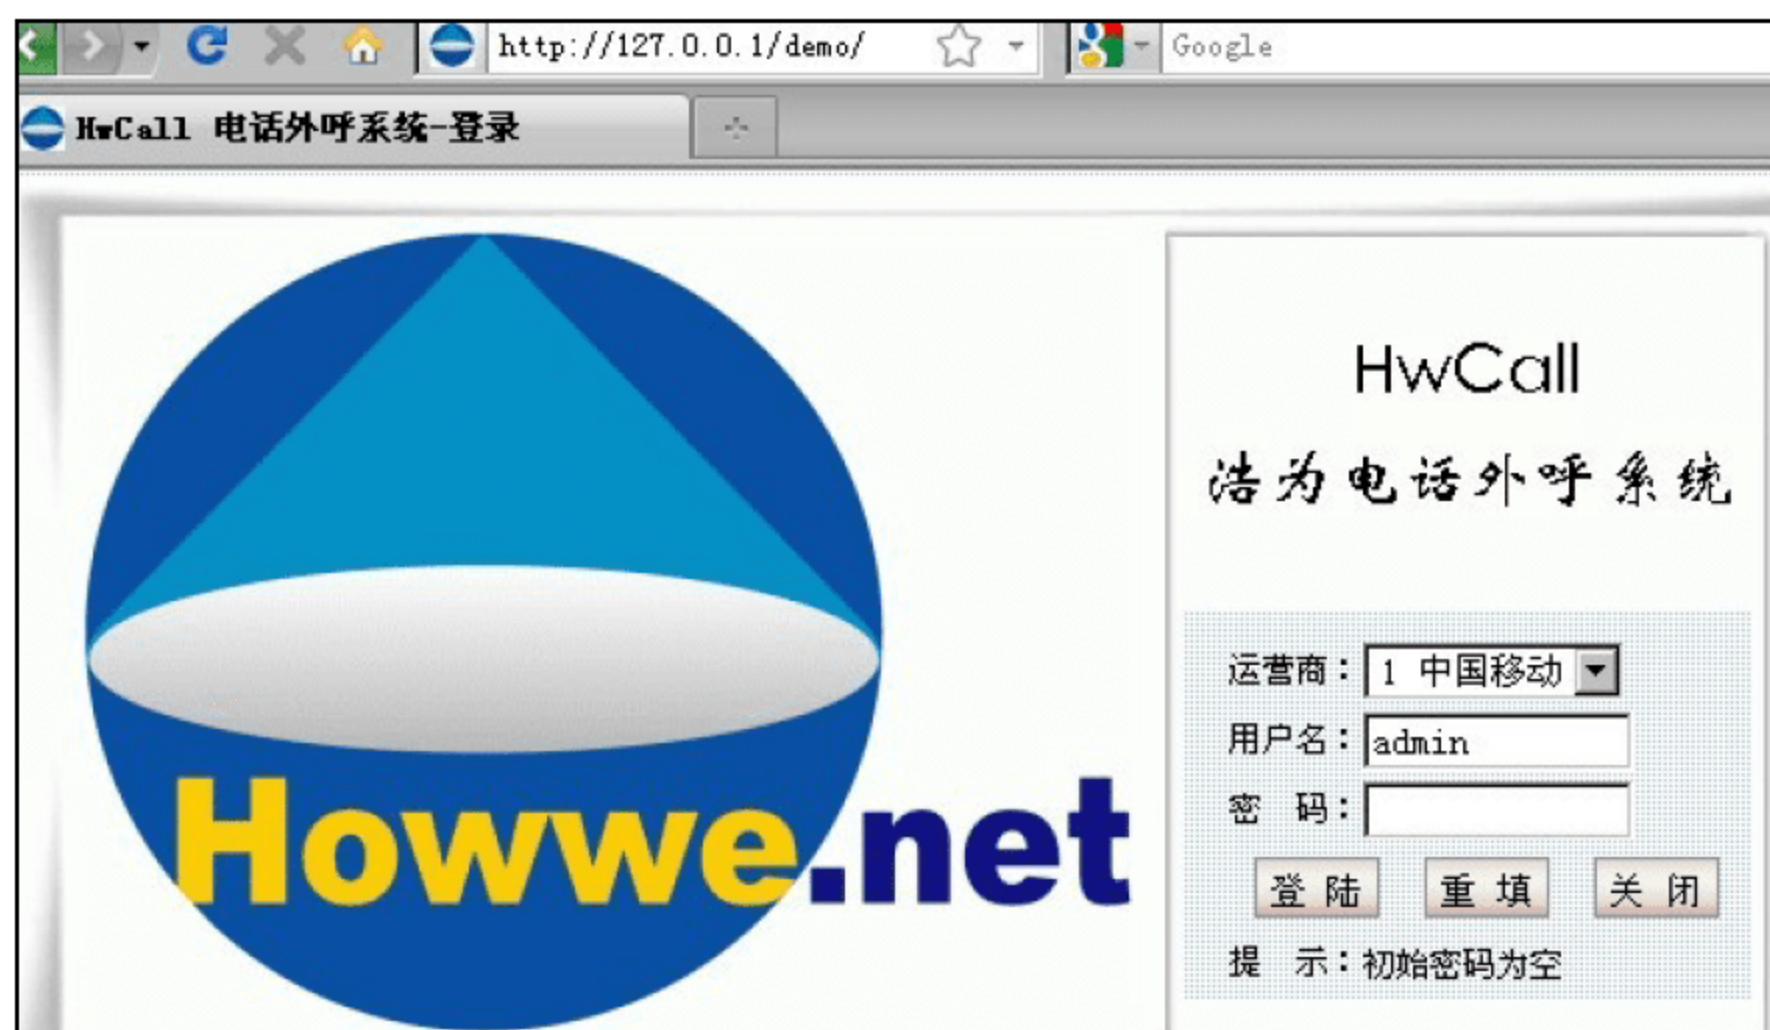 http://127.0.0.1/demo/
Google
HwCall 电话外呼系统-登录
HwCall
浩为电话外呼系统
运营商：1 中国移动
用户名：admin
密 码：
登 陆 重 填 关 闭
提 示：初始密码为空
Howwe.net